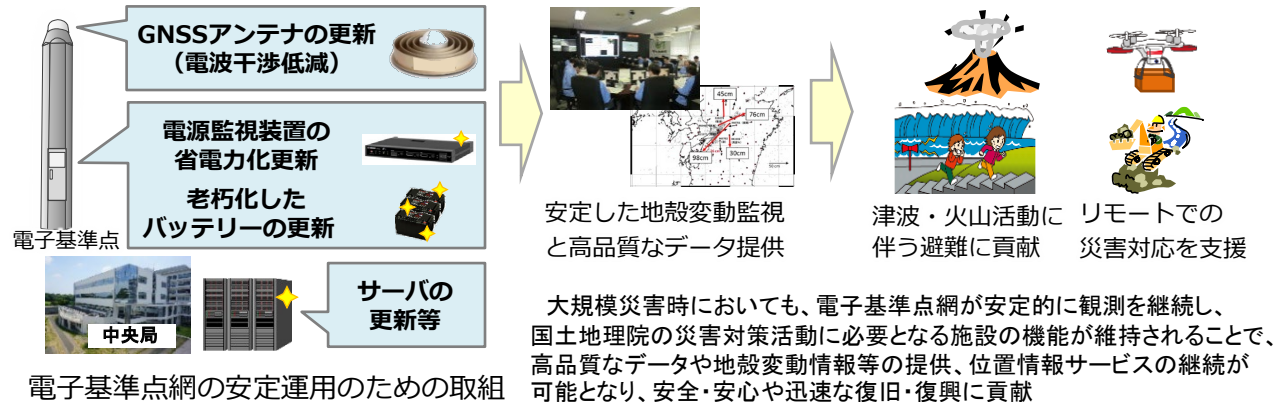 GNSSアンテナの更新
（電波干渉低減）
電源監視装置の
省電力化更新
老朽化した
バッテリーの更新
電子基準点
中央局
サーバの
更新等
電子基準点網の安定運用のための取組
45cm
76cm
98cm
30cm
安定した地殻変動監視
と高品質なデータ提供
津波・火山活動に
伴う避難に貢献
リモートでの
災害対応を支援
大規模災害時においても、電子基準点網が安定的に観測を継続し、
国土地理院の災害対策活動に必要となる施設の機能が維持されることで、
高品質なデータや地殻変動情報等の提供、位置情報サービスの継続が
可能となり、安全・安心や迅速な復旧・復興に貢献